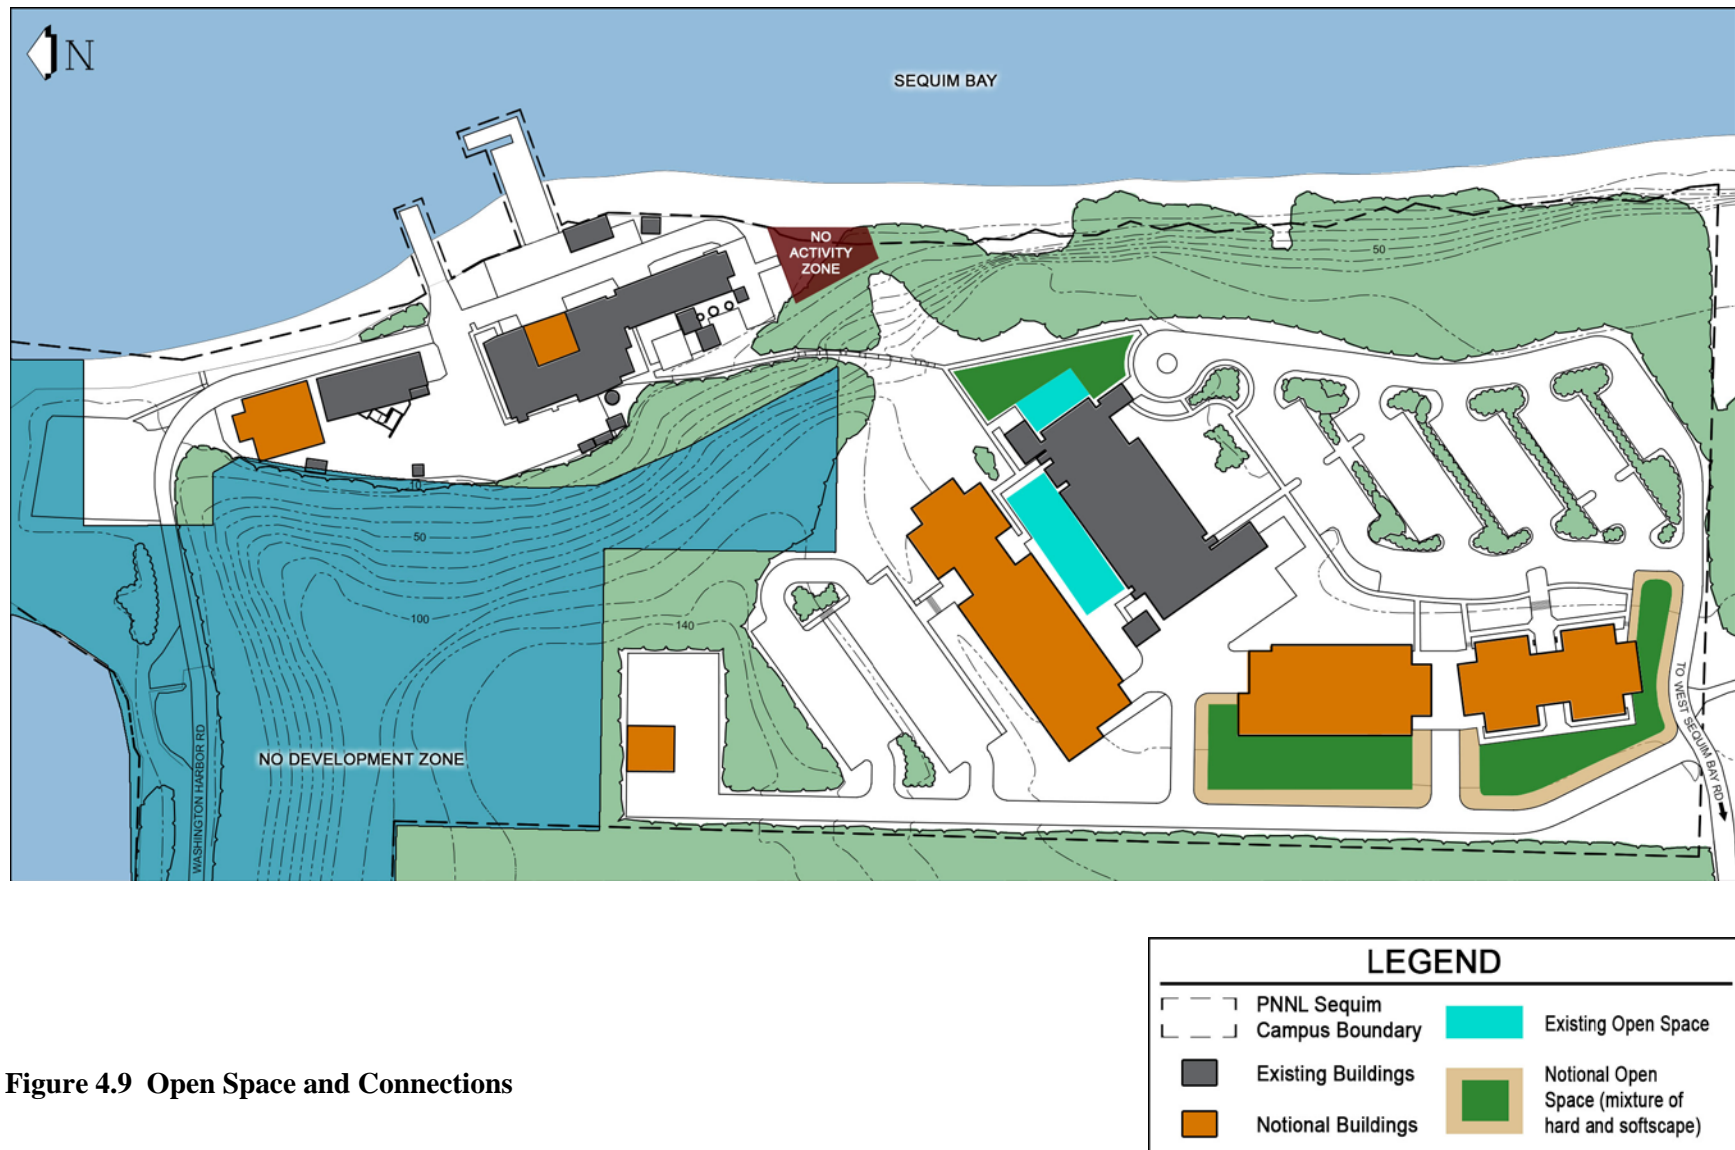 N
SEQUIM BAY
NO
ACTIVITY
ZONE
50
50
100
140
NO DEVELOPMENT ZONE
WASHINGTON HARBOR RD
TO WEST SEQUIM BAY RD
LEGEND
PNNL Sequim
Campus Boundary
Existing Buildings
Notional Buildings
Existing Open Space
Notional Open
Space (mixture of
hard and softscape)
Figure 4.9 Open Space and Connections